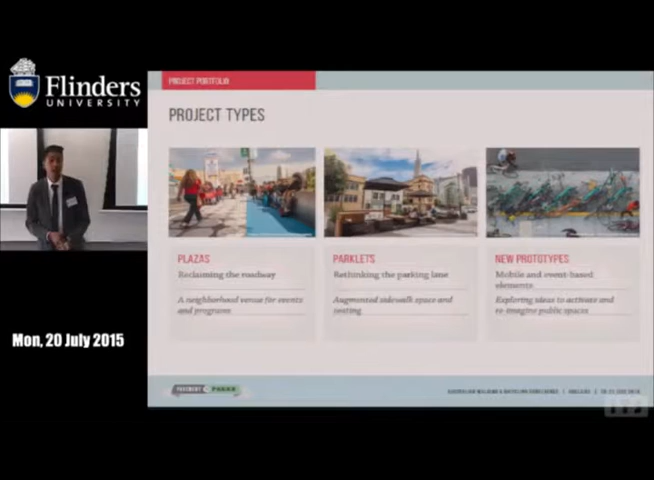 Flinders
UNIVERSITY
Mon, 20 July 2015
PROJECT PORTFOLIO
PROJECT TYPES
PLAZAS
Reclaiming the roadway
A neighborhood venue for events
and programs
PARKLETS
Rethinking the parking lane
Augmented sidewalk space and
seating
NEW PROTOTYPES
Mobile and event-based
elements
Exploring ideas to activate and
re-imagine public spaces
PAVEMENT PARKS